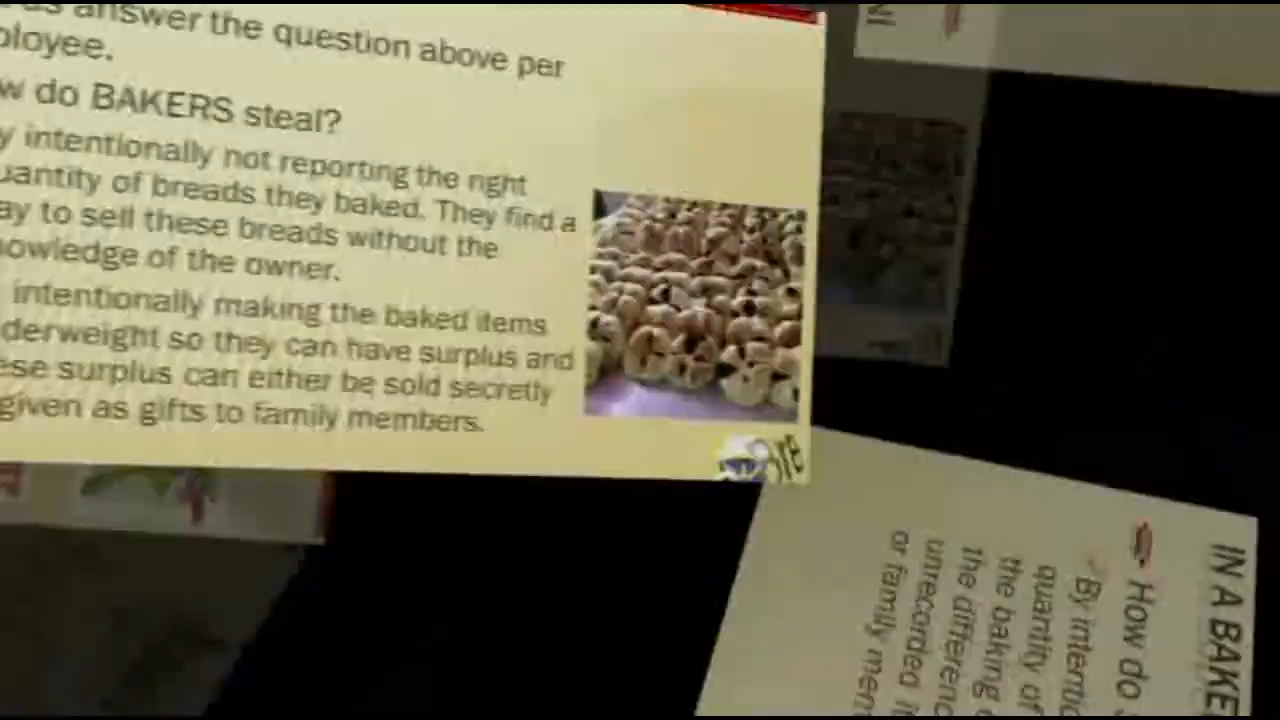 us answer the question above per
ployee.
w do BAKERS steal?
y intentionally not reporting the right
uantity of breads they baked. They find a
ay to sell these breads without the
nowledge of the owner.
intentionally making the baked items
derweight so they can have surplus and
ese surplus can either be sold secretly
given as gifts to family members.
IN A BAKE
How do
By intentio
quantity of
the baking
the differenc
unrecorded it
or family mem